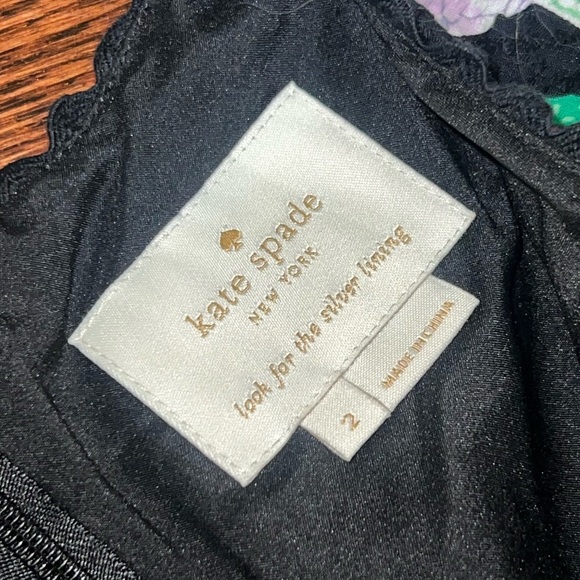 kate spade
NEW YORK
look for the silver lining
2
MADE IN CHINA